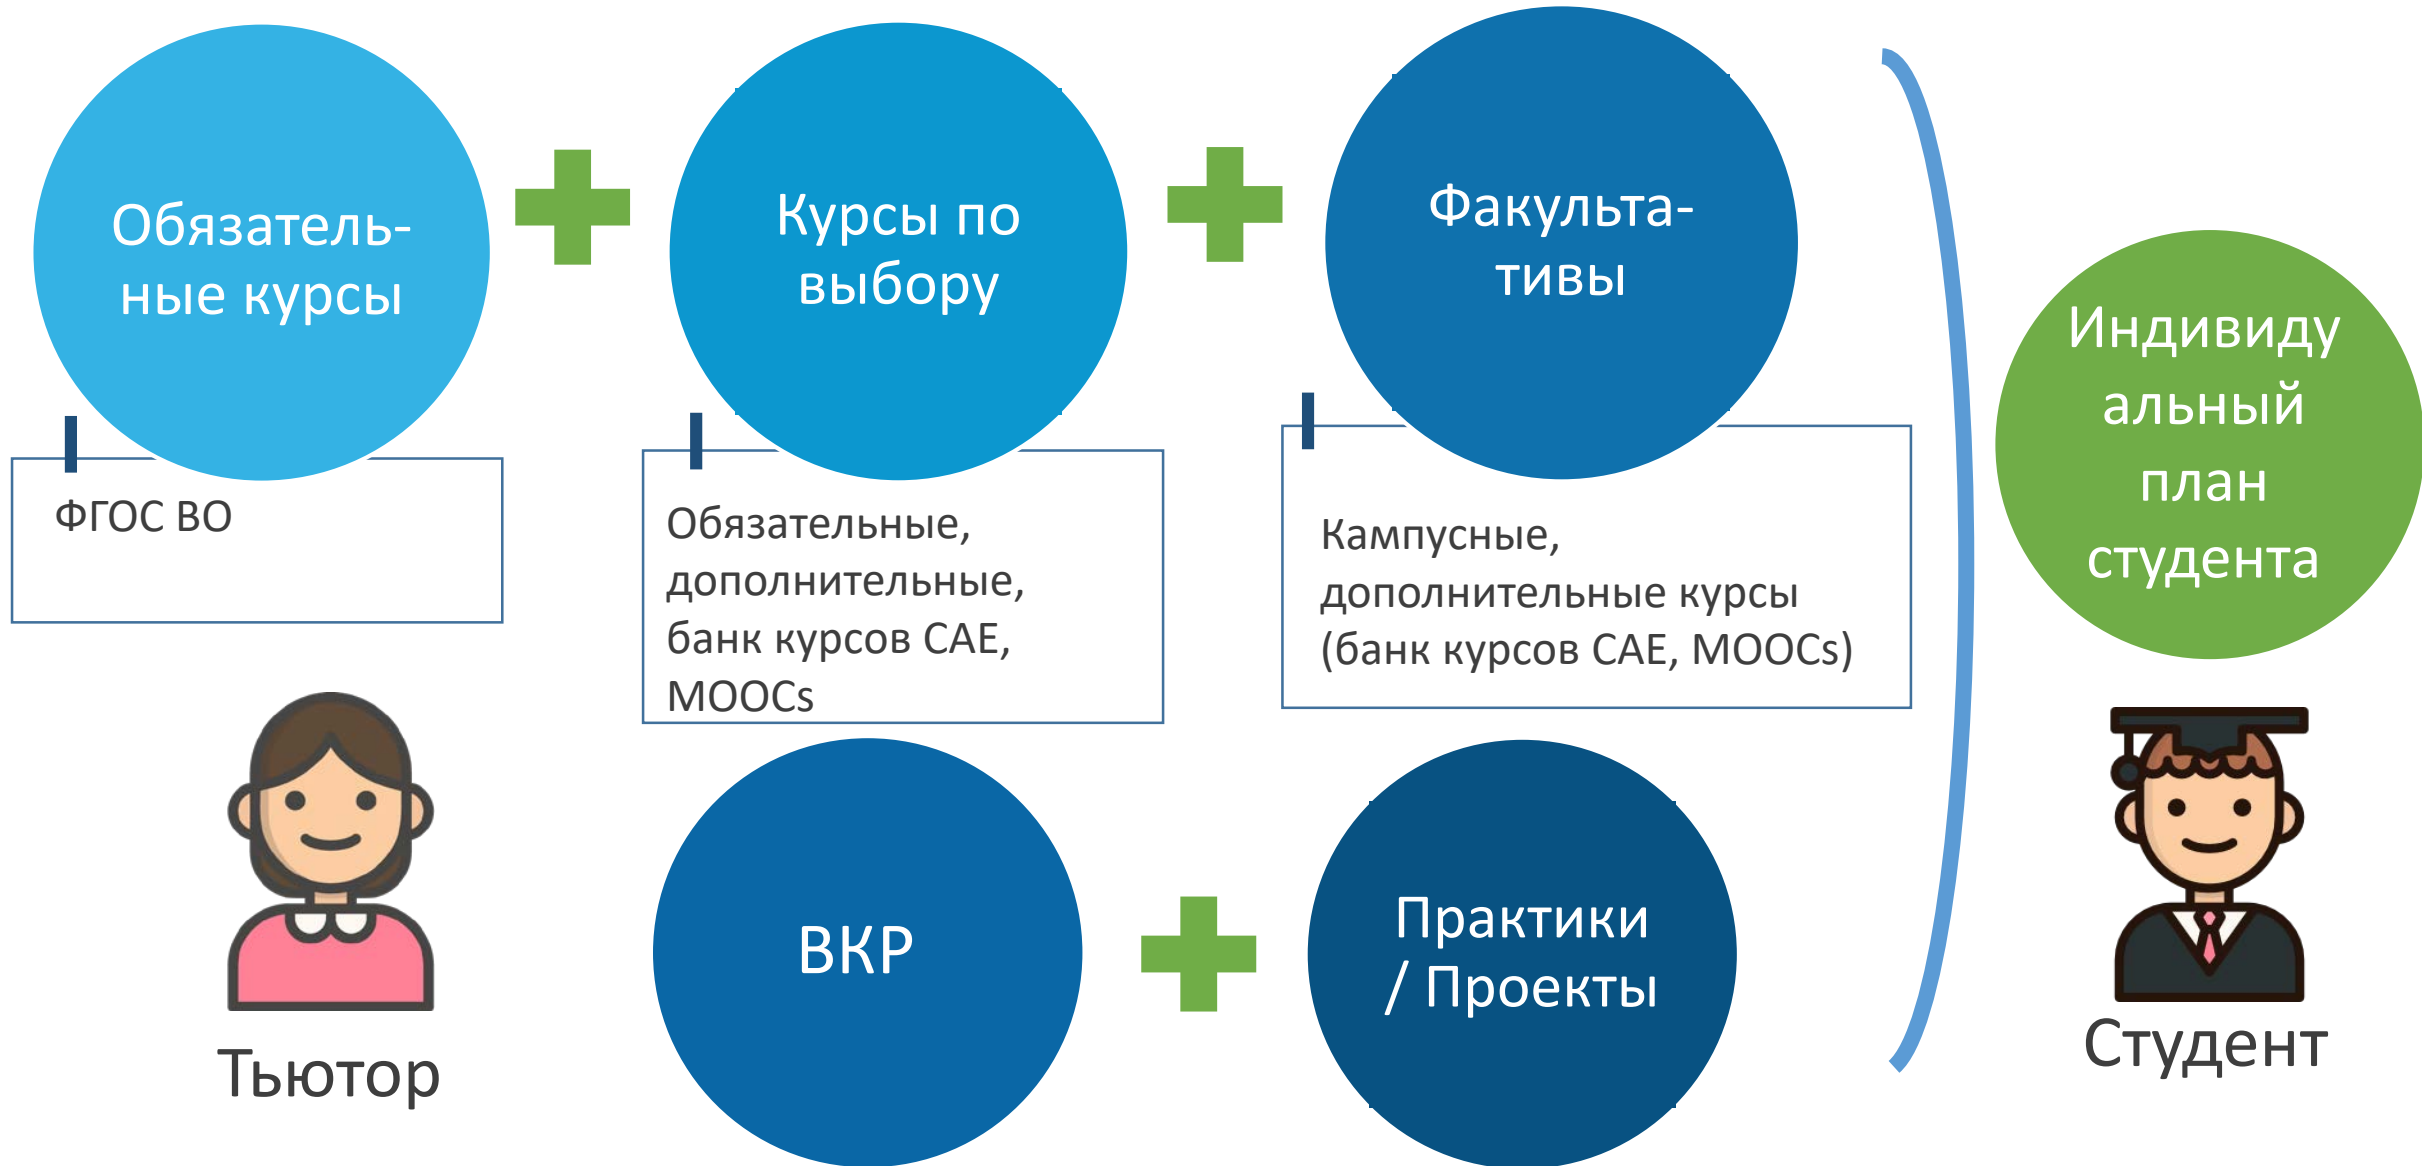 Обязатель-
ные курсы
Курсы по
выбору
Факульта-
тивы
Индивиду
альный
план
студента
ФГОС ВО
Обязательные,
дополнительные,
банк курсов САЕ,
MOOCs
Кампусные,
дополнительные курсы
(банк курсов САЕ, MOOCs)
ВКР
Практики
/ Проекты
Тьютор
Студент